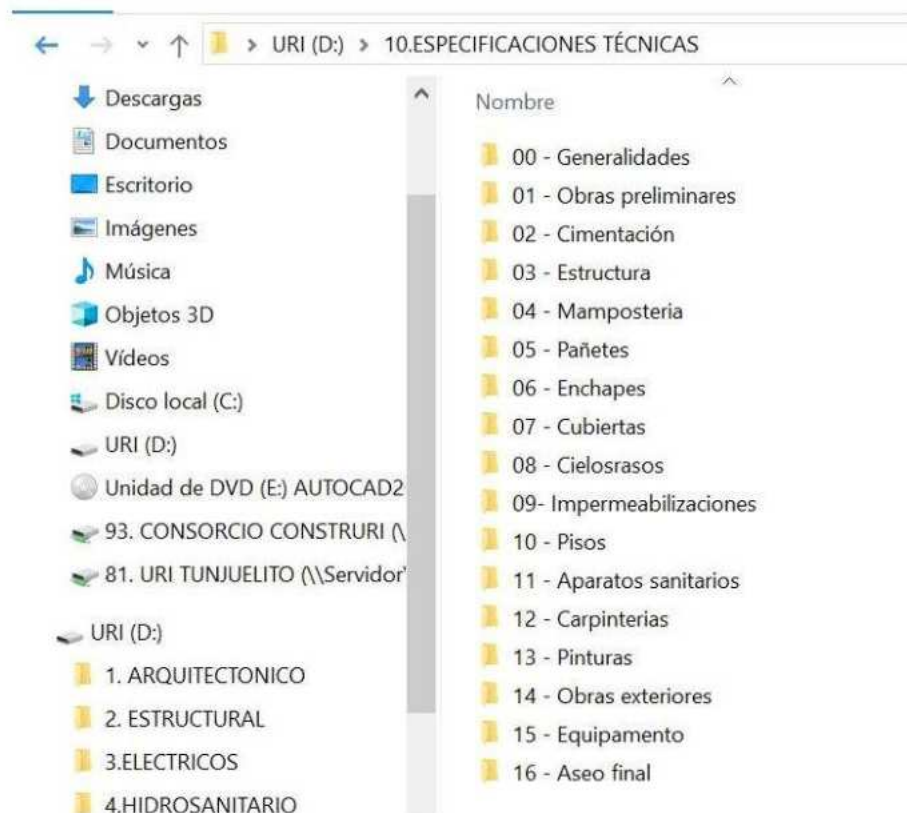 URI (D:) > 10.ESPECIFICACIONES TÉCNICAS
Descargas
Documentos
Escritorio
Imágenes
Música
Objetos 3D
Vídeos
Disco local (C:)
URI (D:)
Unidad de DVD (E:) AUTOCAD2
93. CONSORCIO CONSTRURI (\
81. URI TUNJUELITO (\\Servidor'
URI (D:)
1. ARQUITECTONICO
2. ESTRUCTURAL
3.ELECTRICOS
4.HIDROSANITARIO
Nombre
00 - Generalidades
01 - Obras preliminares
02 - Cimentación
03 - Estructura
04 - Mamposteria
05 - Pañetes
06 - Enchapes
07 - Cubiertas
08 - Cielosrasos
09- Impermeabilizaciones
10 - Pisos
11 - Aparatos sanitarios
12 - Carpinterias
13 - Pinturas
14 - Obras exteriores
15 - Equipamento
16 - Aseo final